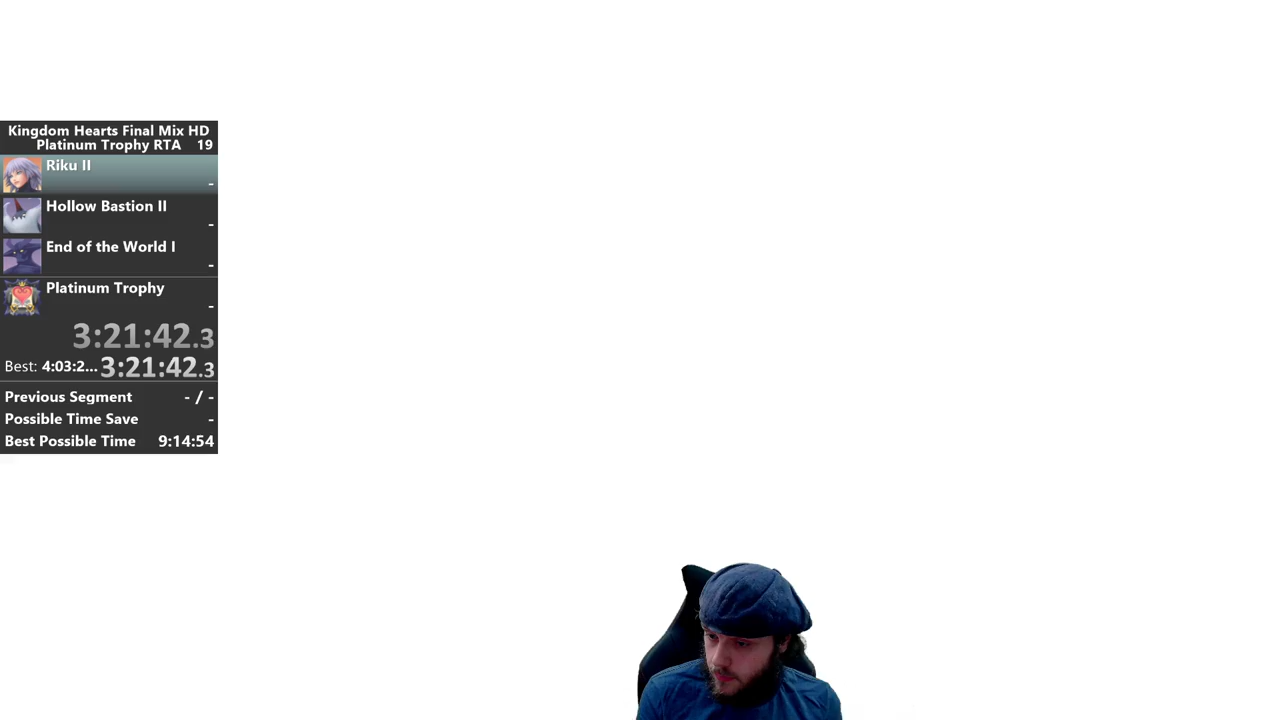 Kingdom Hearts Final Mix HD
Platinum Trophy RTA 19
Riku II
-
Hollow Bastion II
-
End of the World I
-
Platinum Trophy
-
3:21:42.3
Best: 4:03:2... 3:21:42.3
Previous Segment - / -
Possible Time Save -
Best Possible Time 9:14:54